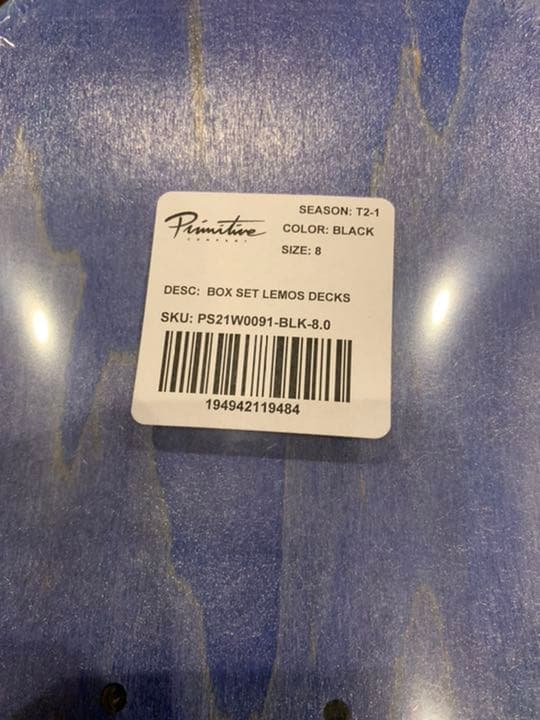 Primitive
COMPANY
SEASON: T2-1
COLOR: BLACK
SIZE: 8
DESC: BOX SET LEMOS DECKS
SKU: PS21W0091-BLK-8.0
194942119484